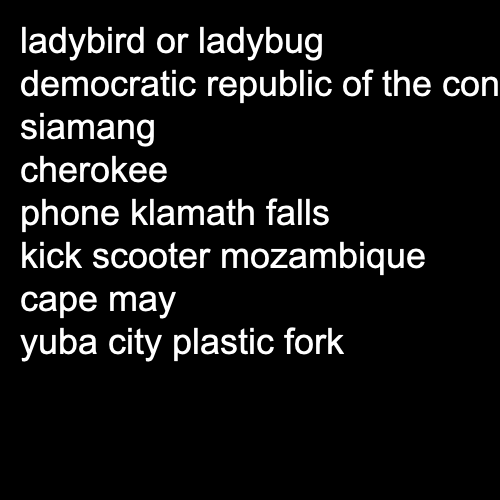 ladybird or ladybug
democratic republic of the con
siamang
cherokee
phone klamath falls
kick scooter mozambique
cape may
yuba city plastic fork